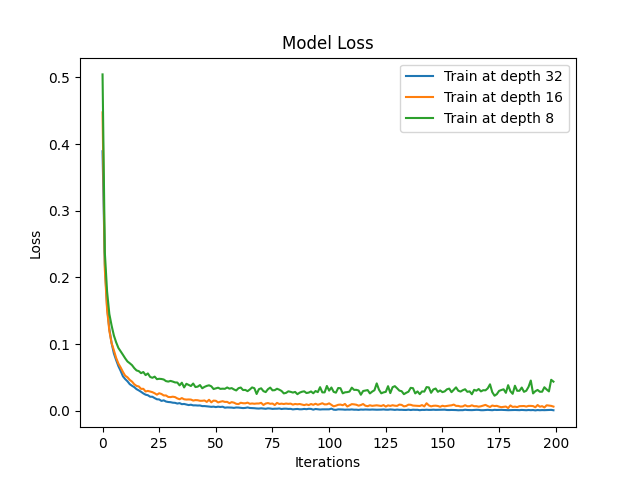 Model Loss
Train at depth 32
Train at depth 16
Train at depth 8
Loss
0.5
0.4
0.3
0.2
0.1
0.0
0 25 50 75 100 125 150 175 200
Iterations